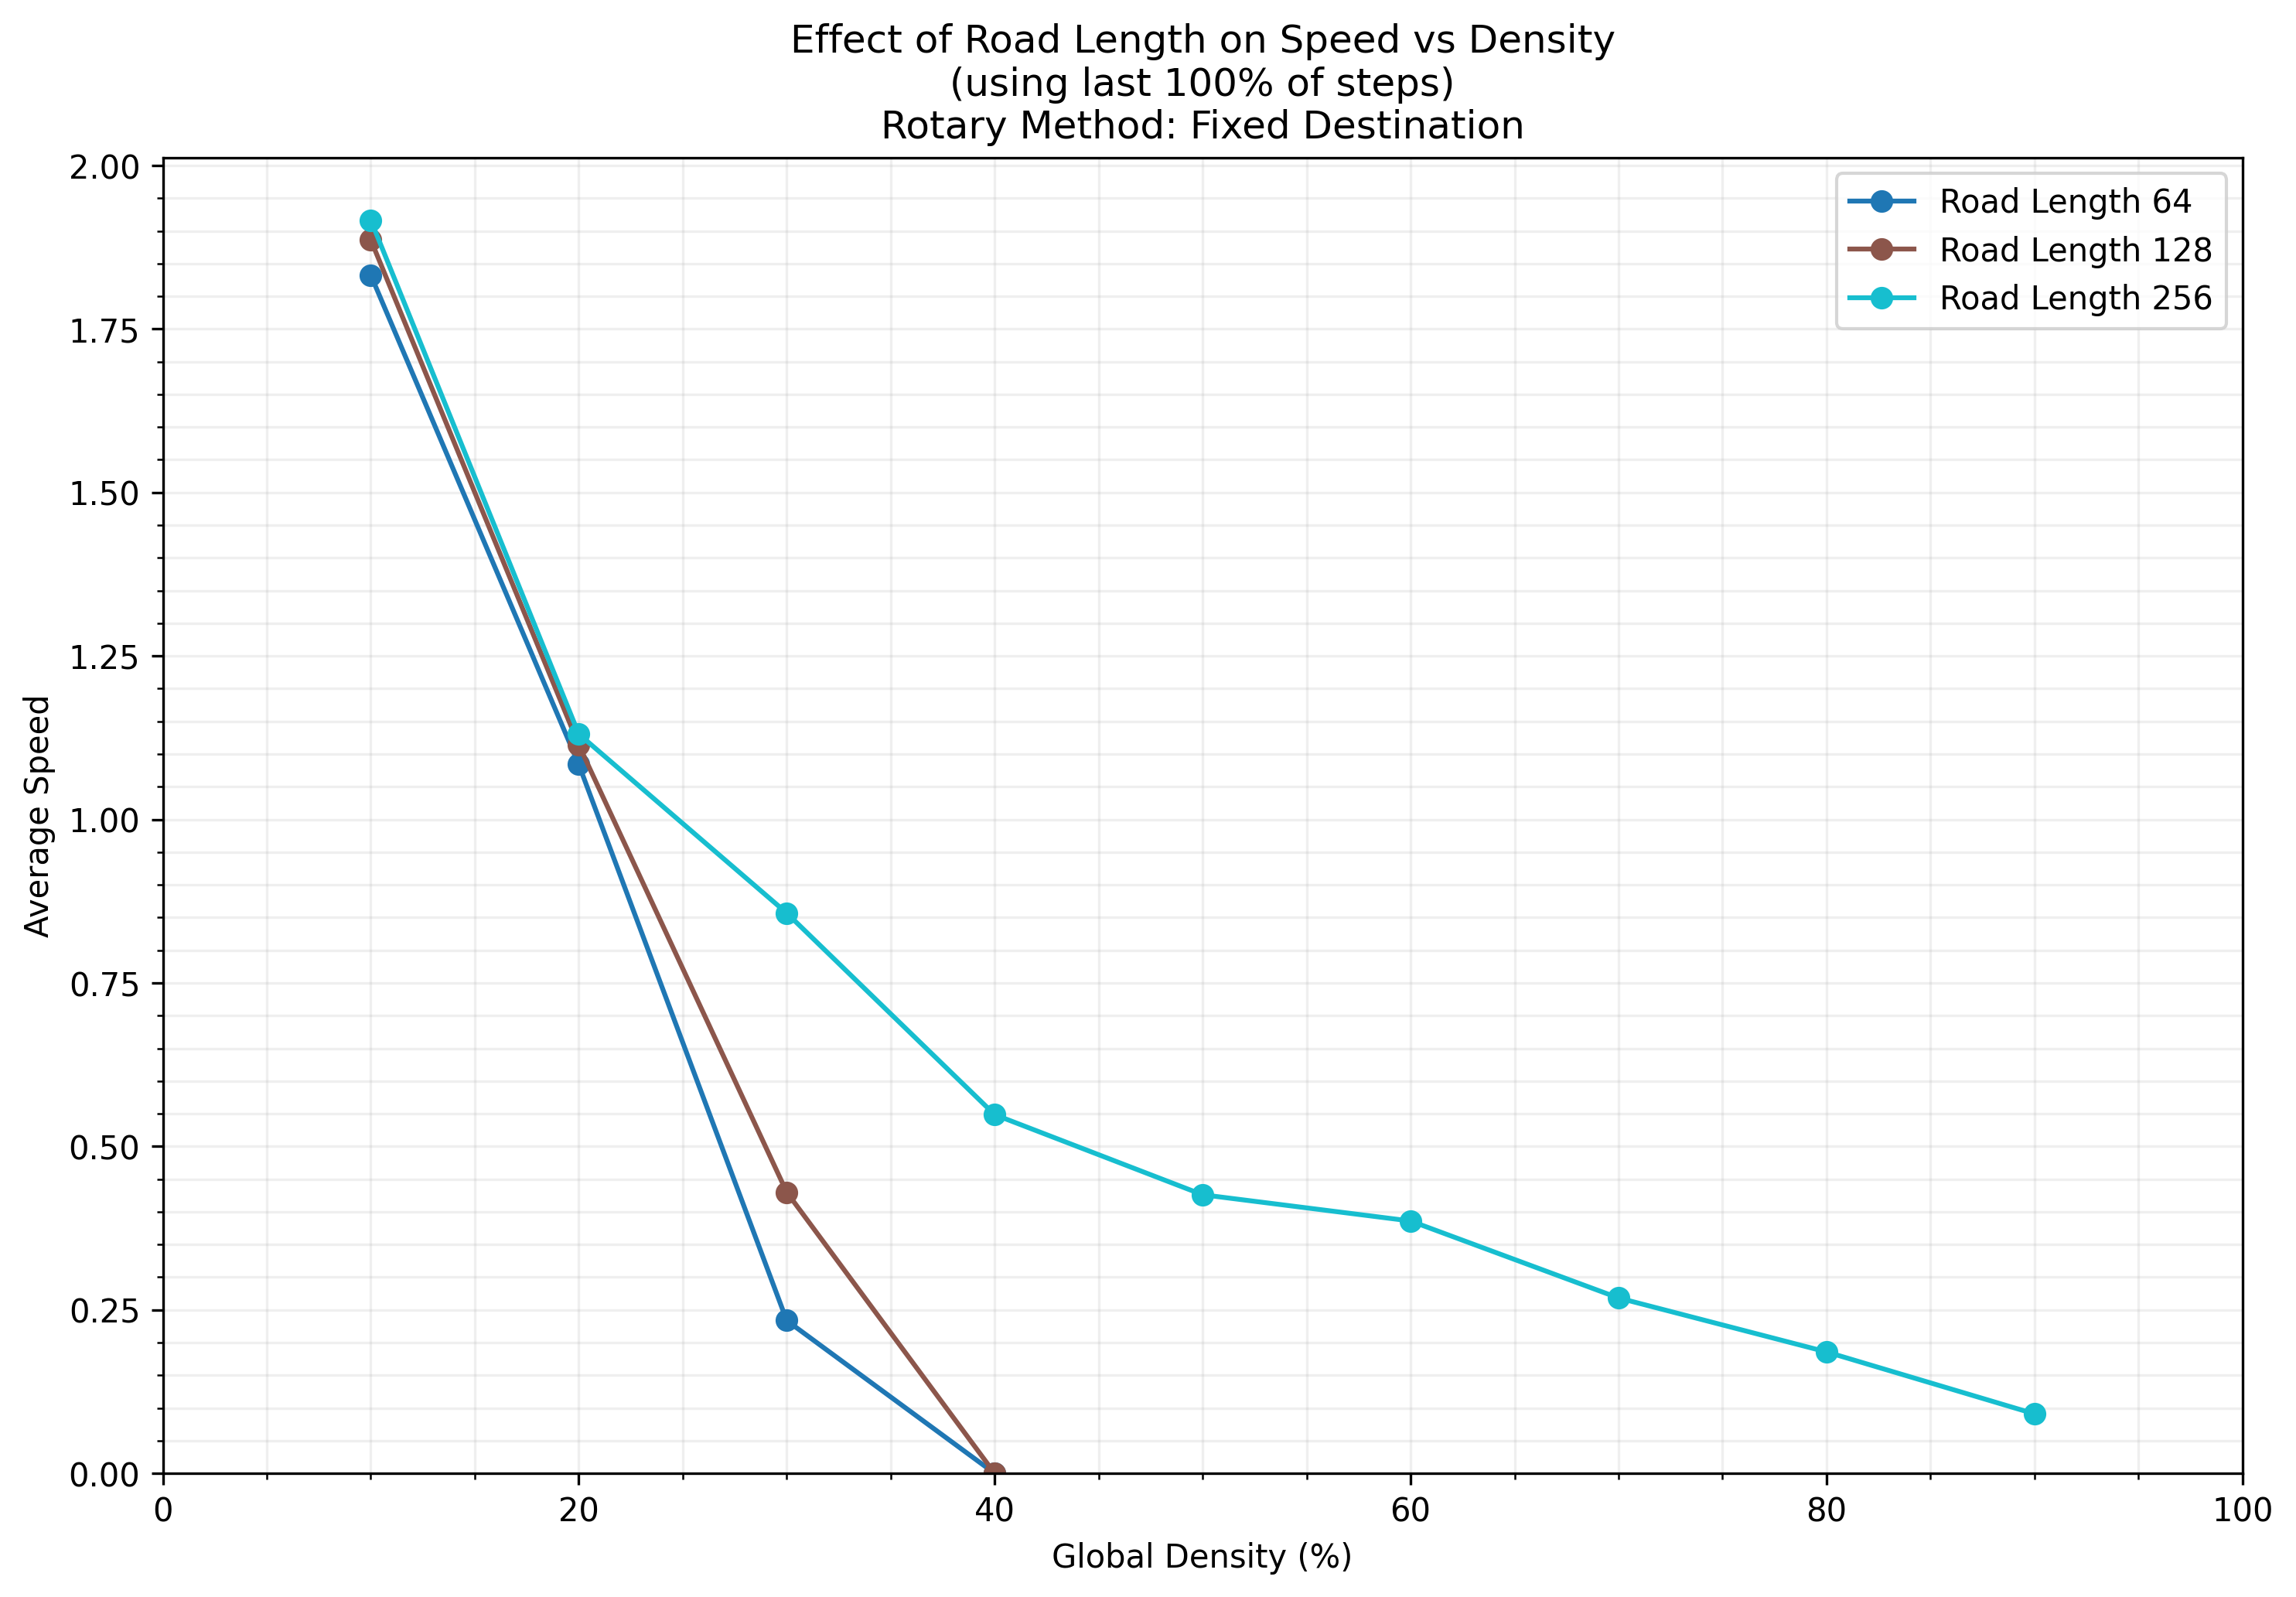 Effect of Road Length on Speed vs Density
(using last 100% of steps)
Rotary Method: Fixed Destination
Road Length 64
Road Length 128
Road Length 256
Average Speed
2.00
1.75
1.50
1.25
1.00
0.75
0.50
0.25
0.00
0
20
40
60
80
100
Global Density (%)